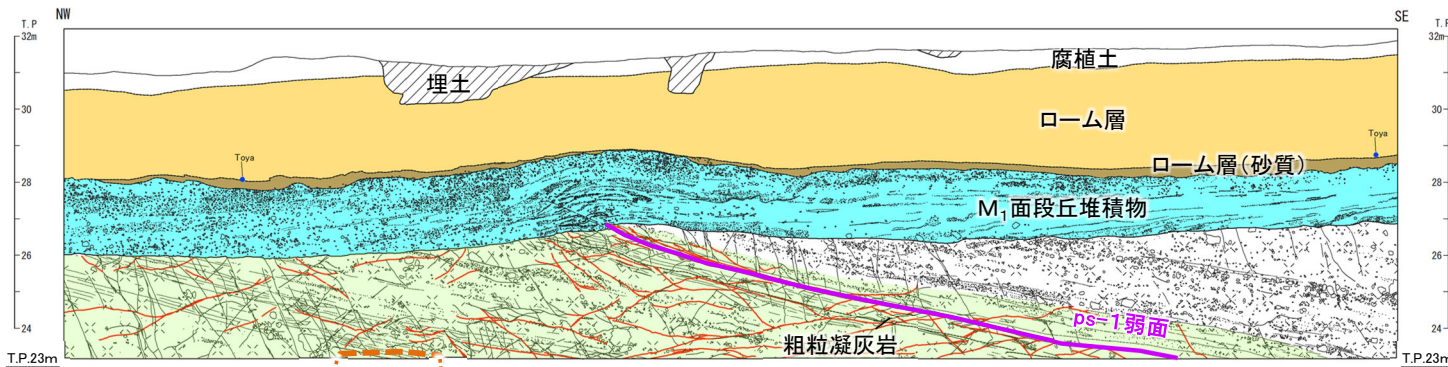 NW
SE
T.P
T.P
32m
32m
腐植土
埋土
30
30
ローム層
Toya
Toya
ローム層(砂質)
28
28
M₁面段丘堆積物
26
26
24
24
ps-1弱面
粗粒凝灰岩
T.P.23m
T.P.23m